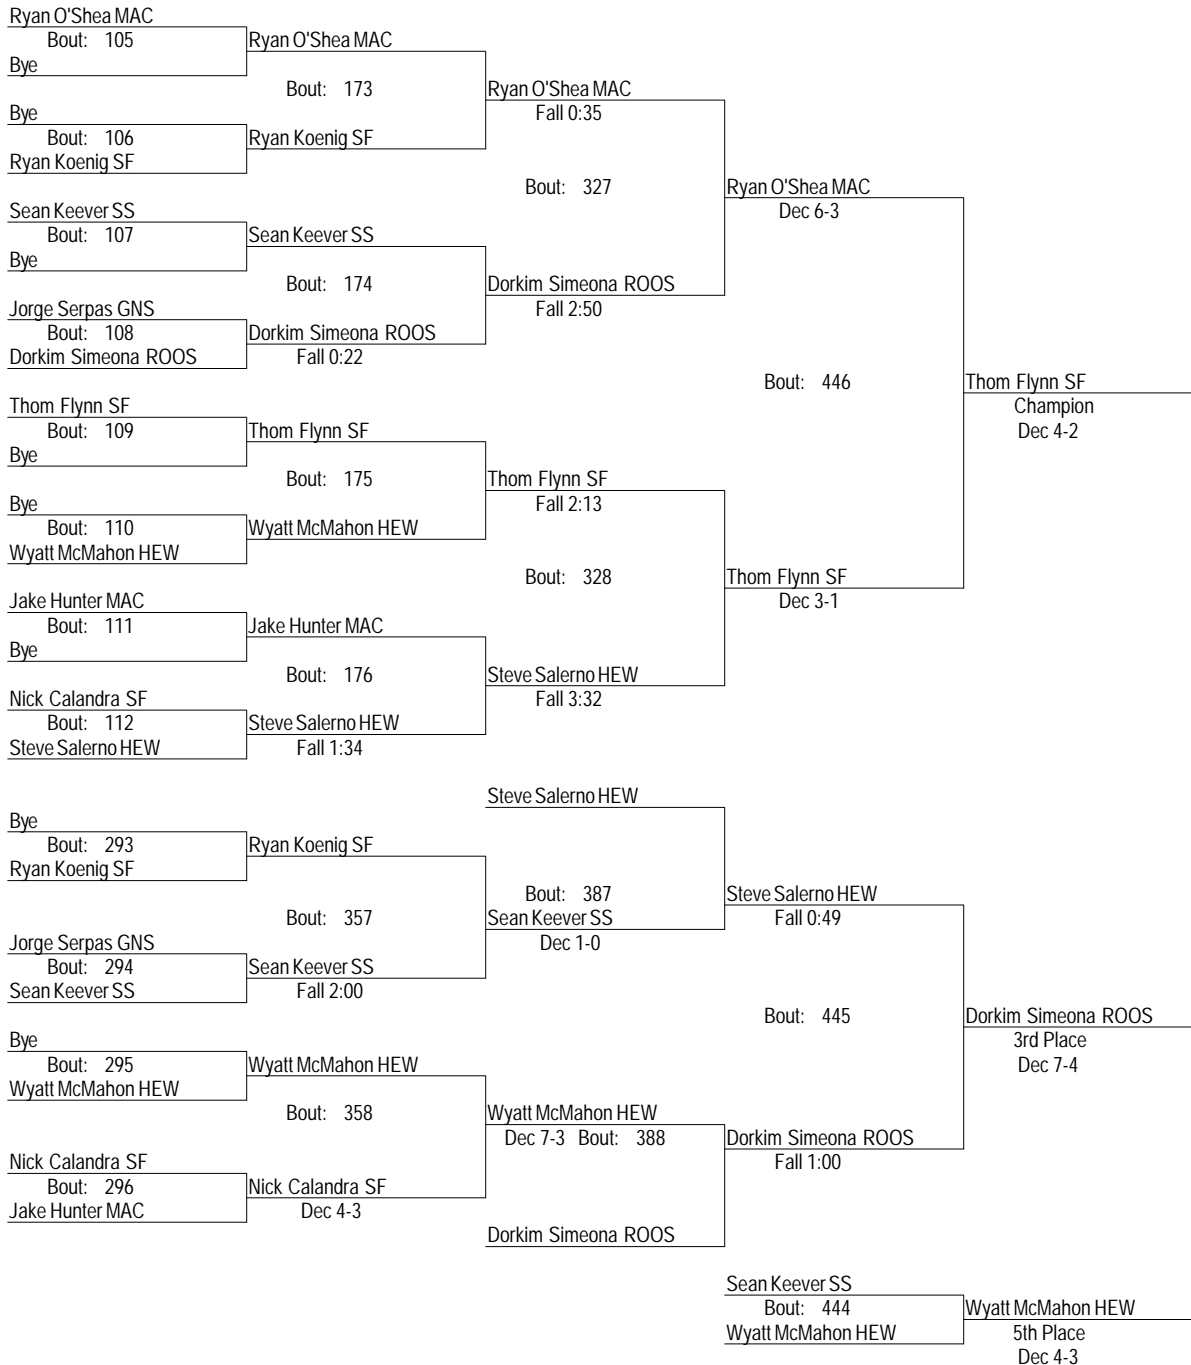 Ryan O'Shea MAC
Bout: 105
Bye
Ryan O'Shea MAC
Bout: 173
Bye
Bout: 106
Ryan Koenig SF
Ryan Koenig SF
Ryan O'Shea MAC
Fall 0:35
Bout: 327
Sean Keever SS
Bout: 107
Bye
Sean Keever SS
Bout: 174
Jorge Serpas GNS
Bout: 108
Dorkim Simeona ROOS
Dorkim Simeona ROOS
Fall 0:22
Dorkim Simeona ROOS
Fall 2:50
Ryan O'Shea MAC
Dec 6-3
Bout: 446
Thom Flynn SF
Bout: 109
Bye
Thom Flynn SF
Bout: 175
Bye
Bout: 110
Wyatt McMahon HEW
Wyatt McMahon HEW
Thom Flynn SF
Fall 2:13
Bout: 328
Jake Hunter MAC
Bout: 111
Bye
Jake Hunter MAC
Bout: 176
Nick Calandra SF
Bout: 112
Steve Salerno HEW
Steve Salerno HEW
Fall 1:34
Steve Salerno HEW
Fall 3:32
Thom Flynn SF
Dec 3-1
Thom Flynn SF
Champion
Dec 4-2
Steve Salerno HEW
Bye
Bout: 293
Ryan Koenig SF
Ryan Koenig SF
Bout: 357
Jorge Serpas GNS
Bout: 294
Sean Keever SS
Sean Keever SS
Fall 2:00
Bout: 387
Sean Keever SS
Dec 1-0
Steve Salerno HEW
Fall 0:49
Bout: 445
Bye
Bout: 295
Wyatt McMahon HEW
Wyatt McMahon HEW
Bout: 358
Nick Calandra SF
Bout: 296
Jake Hunter MAC
Nick Calandra SF
Dec 4-3
Wyatt McMahon HEW
Dec 7-3 Bout: 388
Dorkim Simeona ROOS
Dorkim Simeona ROOS
Fall 1:00
Dorkim Simeona ROOS
3rd Place
Dec 7-4
Sean Keever SS
Bout: 444
Wyatt McMahon HEW
Wyatt McMahon HEW
5th Place
Dec 4-3